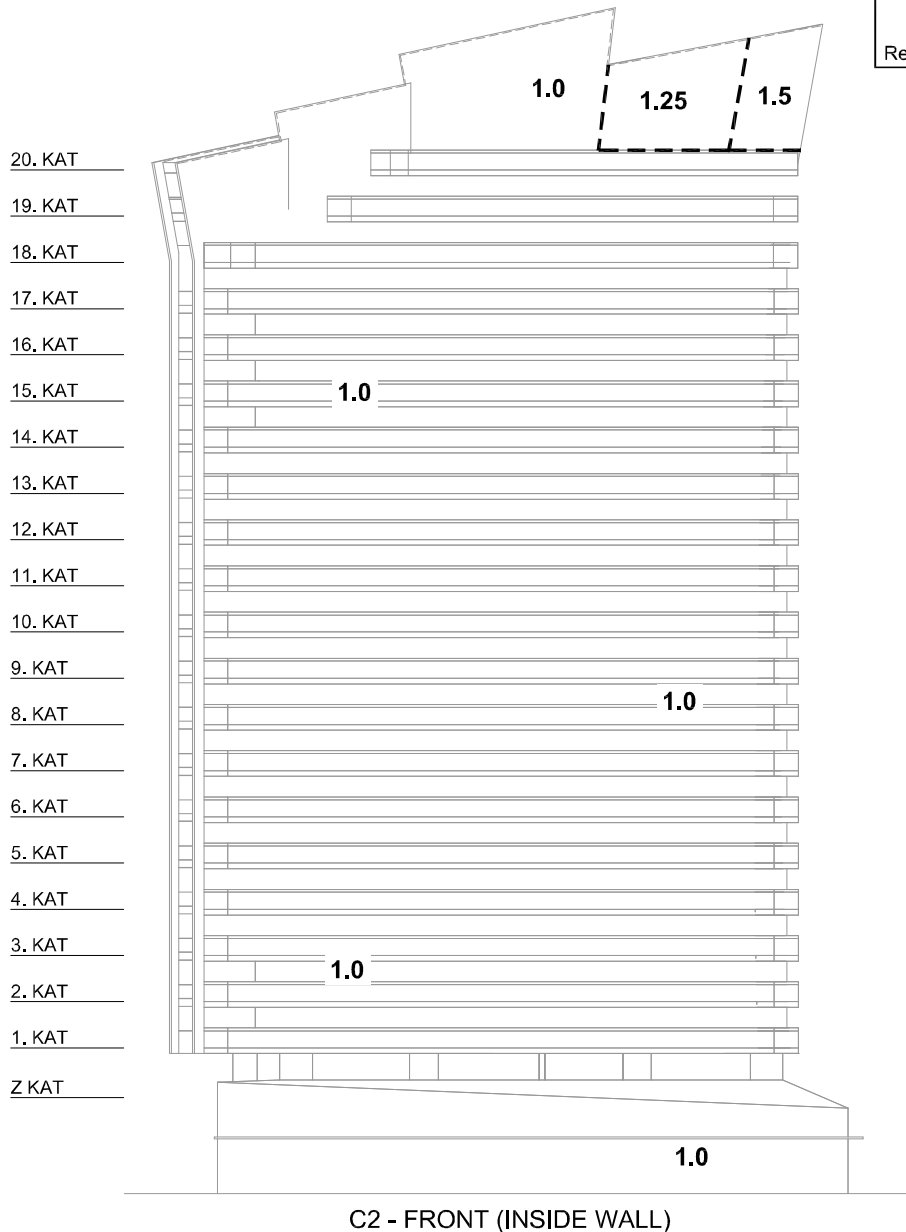 Re
1.0
1.25
1.5
20. KAT
19. KAT
18. KAT
17. KAT
16. KAT
15. KAT
1.0
14. KAT
13. KAT
12. KAT
11. KAT
10. KAT
9. KAT
1.0
8. KAT
7. KAT
6. KAT
5. KAT
4. KAT
3. KAT
1.0
2. KAT
1. KAT
Z KAT
1.0
C2 - FRONT (INSIDE WALL)